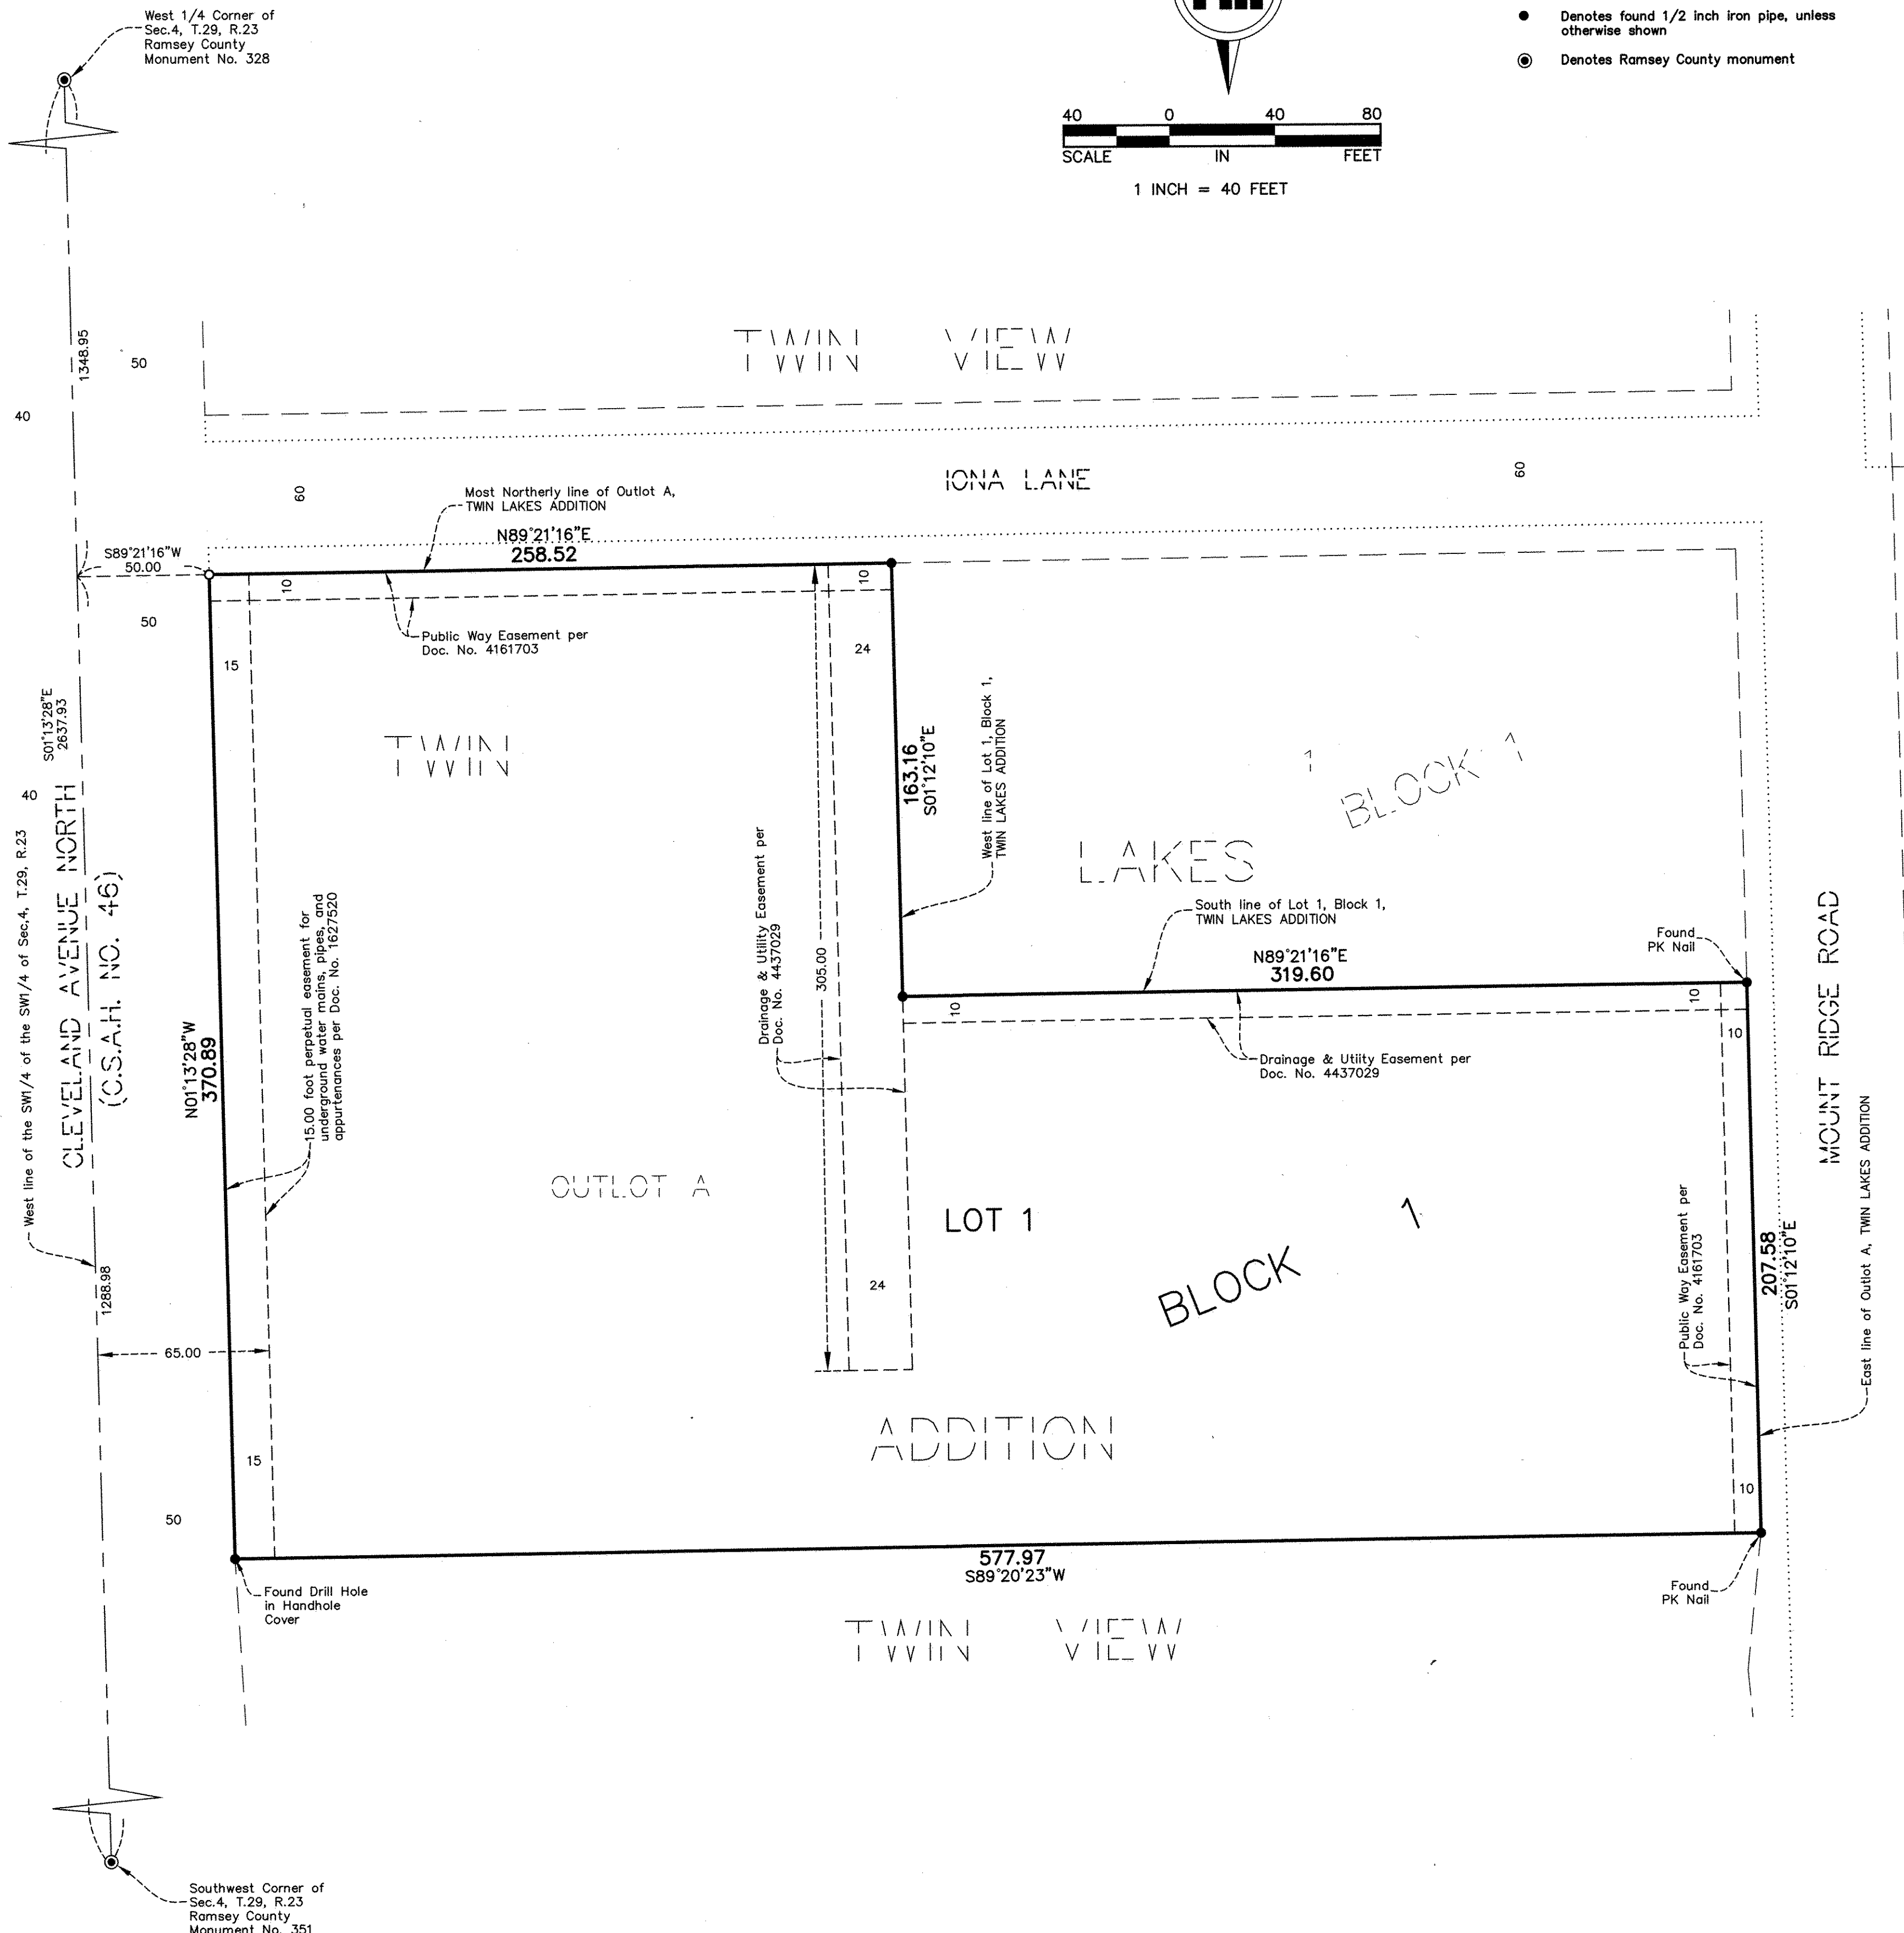 West 1/4 Corner of
Sec.4, T.29, R.23
Ramsey County
Monument No. 328
Denotes found 1/2 inch iron pipe, unless
otherwise shown
Denotes Ramsey County monument
40 0 40 80
SCALE IN FEET
1 INCH = 40 FEET
1348.95
50
40
TWIN VIEW
60
IONA LANE
60
Most Northerly line of Outlot A,
TWIN LAKES ADDITION
N89°21'16"E
258.52
S89°21'16"W
50.00
50
10
10
Public Way Easement per
Doc. No. 4161703
15
24
S01°13'28"E
2637.93
40
TWIN
163.16
S01°12'10"E
West line of Lot 1, Block 1,
TWIN LAKES ADDITION
1
BLOCK 1
LAKES
South line of Lot 1, Block 1,
TWIN LAKES ADDITION
Found
PK Nail
N89°21'16"E
319.60
West line of the SW1/4 of the SW1/4 of Sec.4, T.29, R.23
CLEVELAND AVENUE NORTH
(C.S.A.H. NO. 46)
N01°13'28"W
370.89
15.00 foot perpetual easement for
underground water mains, pipes, and
appurtenances per Doc. No. 1627520
Drainage & Utility Easement per
Doc. No. 4437029
305.00
10
10
10
Drainage & Utiity Easement per
Doc. No. 4437029
MOUNT RIDGE ROAD
East line of Outlot A, TWIN LAKES ADDITION
OUTLOT A
LOT 1
1
BLOCK
24
Public Way Easement per
Doc. No. 4161703
207.58
S01°12'10"E
1288.98
65.00
ADDITION
15
10
50
577.97
S89°20'23"W
Found Drill Hole
in Handhole
Cover
Found
PK Nail
TWIN VIEW
Southwest Corner of
Sec.4, T.29, R.23
Ramsey County
Monument No. 351